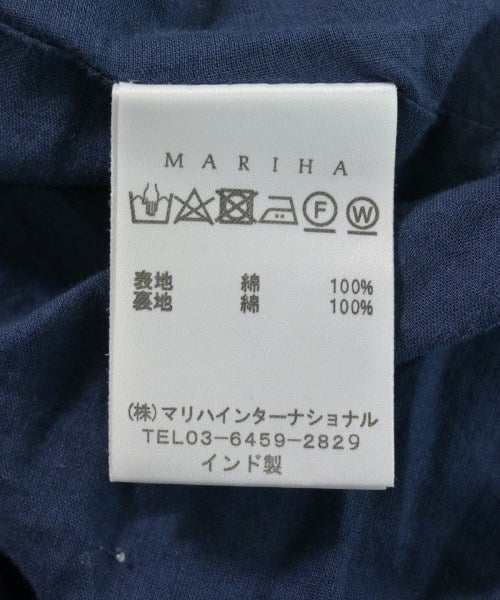 MARIHA
F W
表地 綿 100%
裏地 綿 100%
(株)マリハインターナショナル
TEL03-6459-2829
インド製